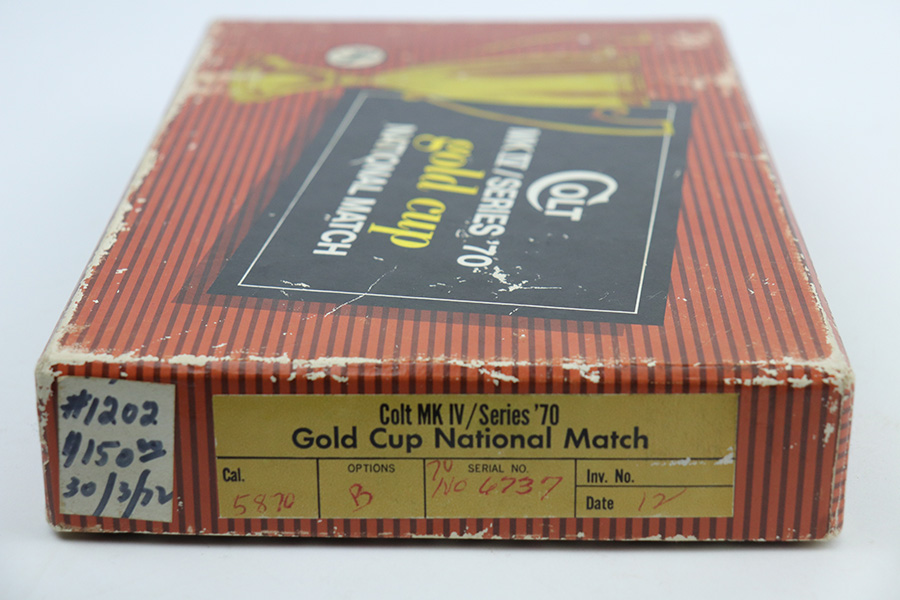 COLT
MK IV/SERIES '70
gold cup
NATIONAL MATCH
#1202
$15000
30/3/72
Colt MK IV/Series '70
Gold Cup National Match
Cal. OPTIONS SERIAL NO. Inv. No.
5870 B 70 NO 6737 Date 12